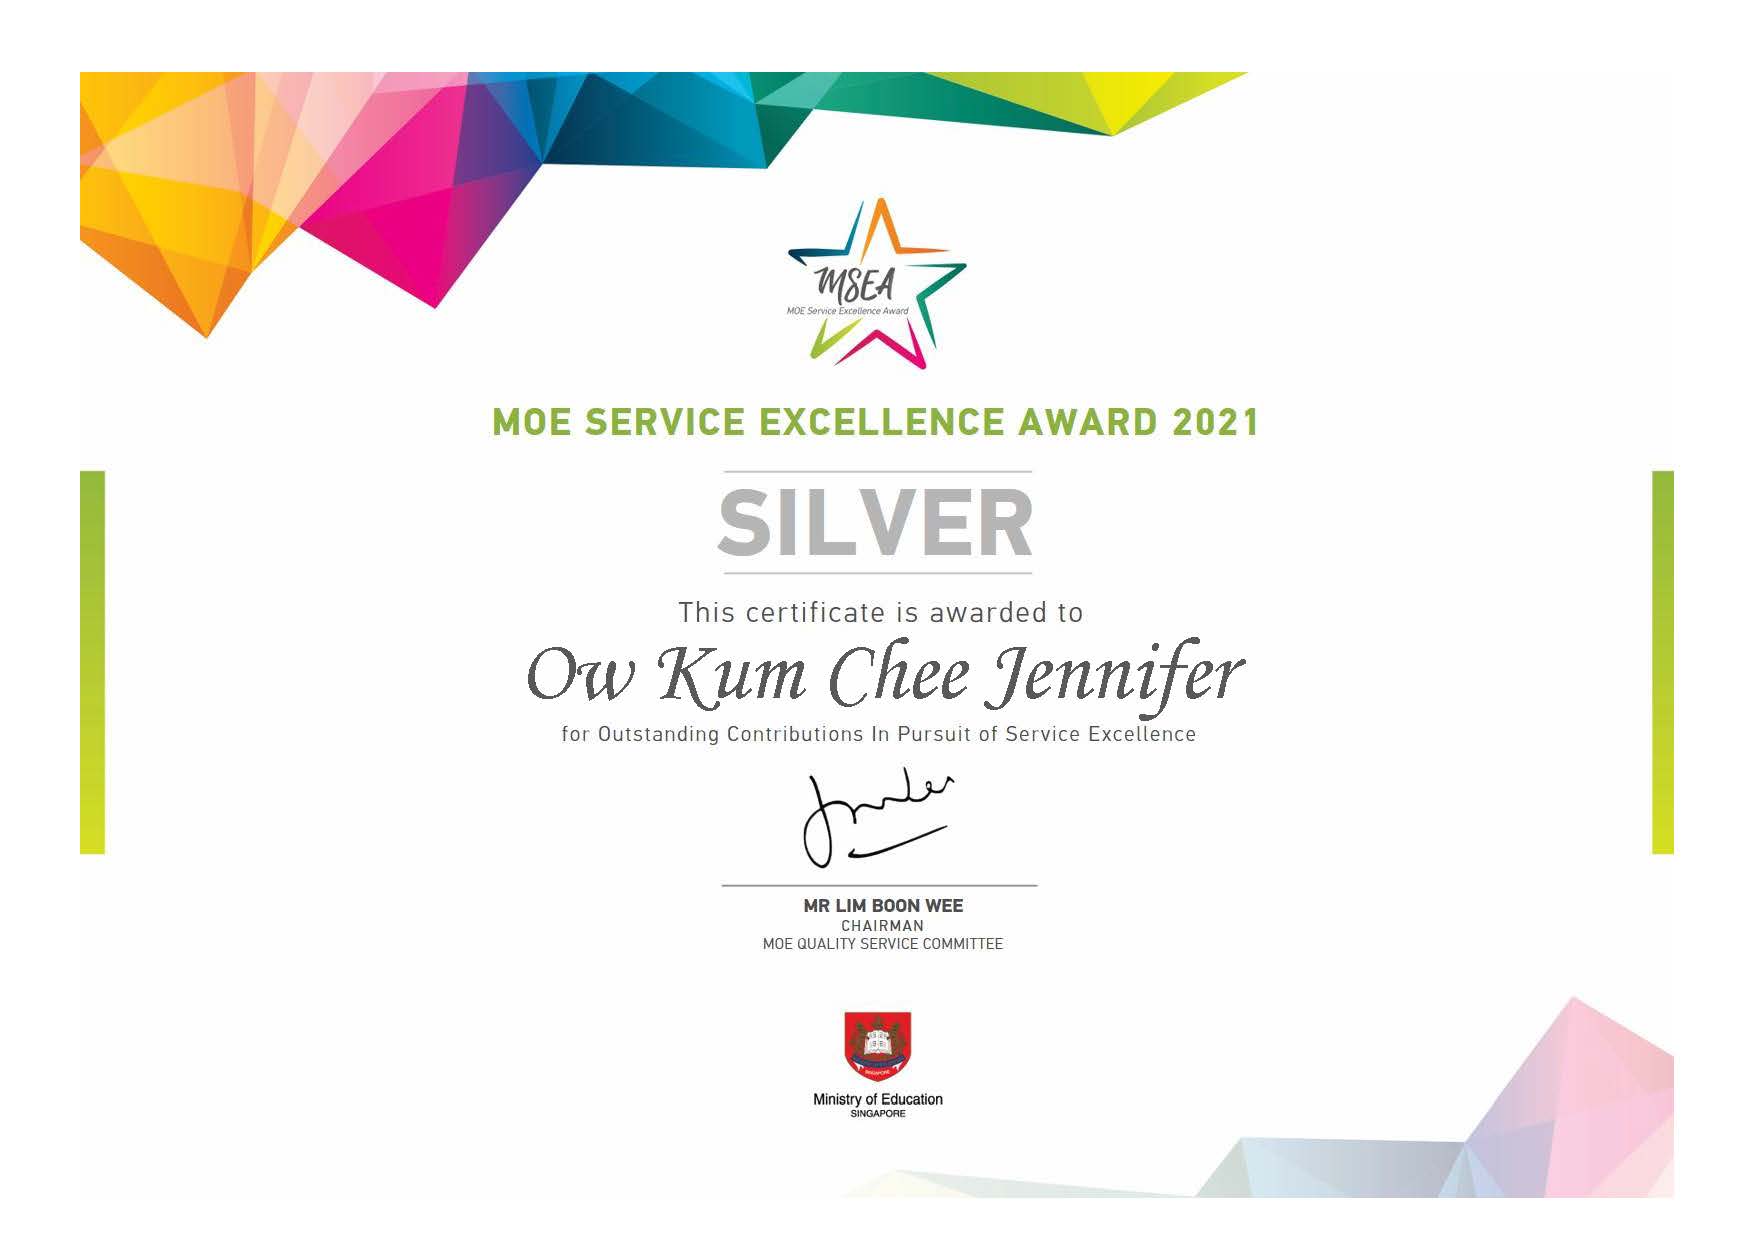 MSEA
MOE Service Excellence Award
MOE SERVICE EXCELLENCE AWARD 2021
SILVER
This certificate is awarded to
Ow Kum Chee Jennifer
for Outstanding Contributions In Pursuit of Service Excellence
MR LIM BOON WEE
CHAIRMAN
MOE QUALITY SERVICE COMMITTEE
SINGAPORE
Ministry of Education
SINGAPORE